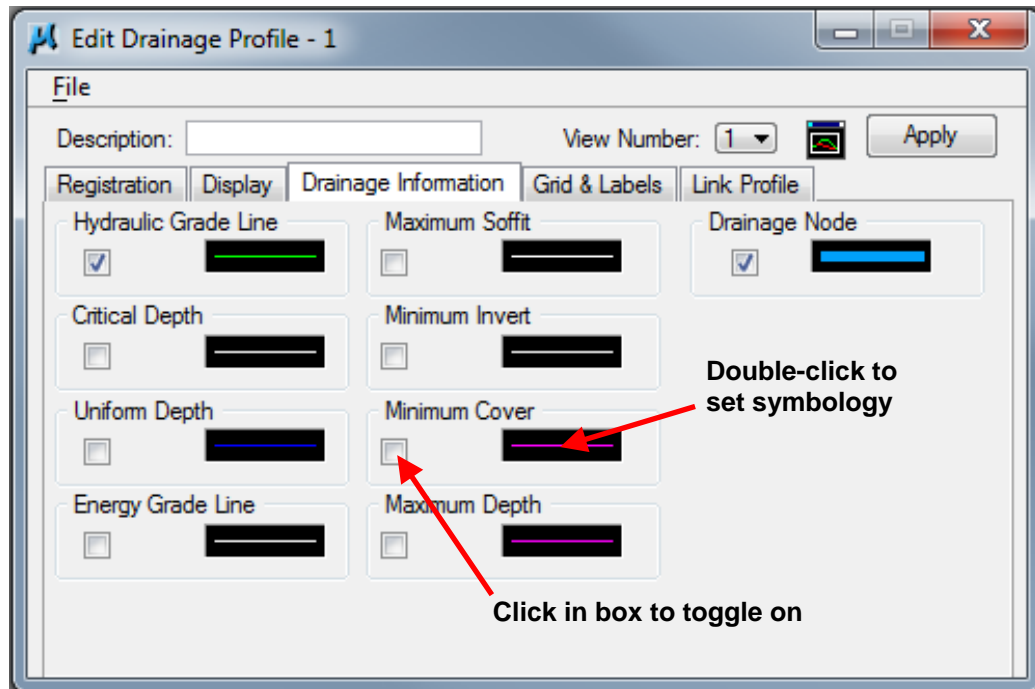 Edit Drainage Profile - 1
File
Description: View Number: 1 Apply
Registration Display Drainage Information Grid & Labels Link Profile
Hydraulic Grade Line Maximum Soffit Drainage Node
Critical Depth Minimum Invert
Double-click to
set symbology
Uniform Depth Minimum Cover
Energy Grade Line Maximum Depth
Click in box to toggle on